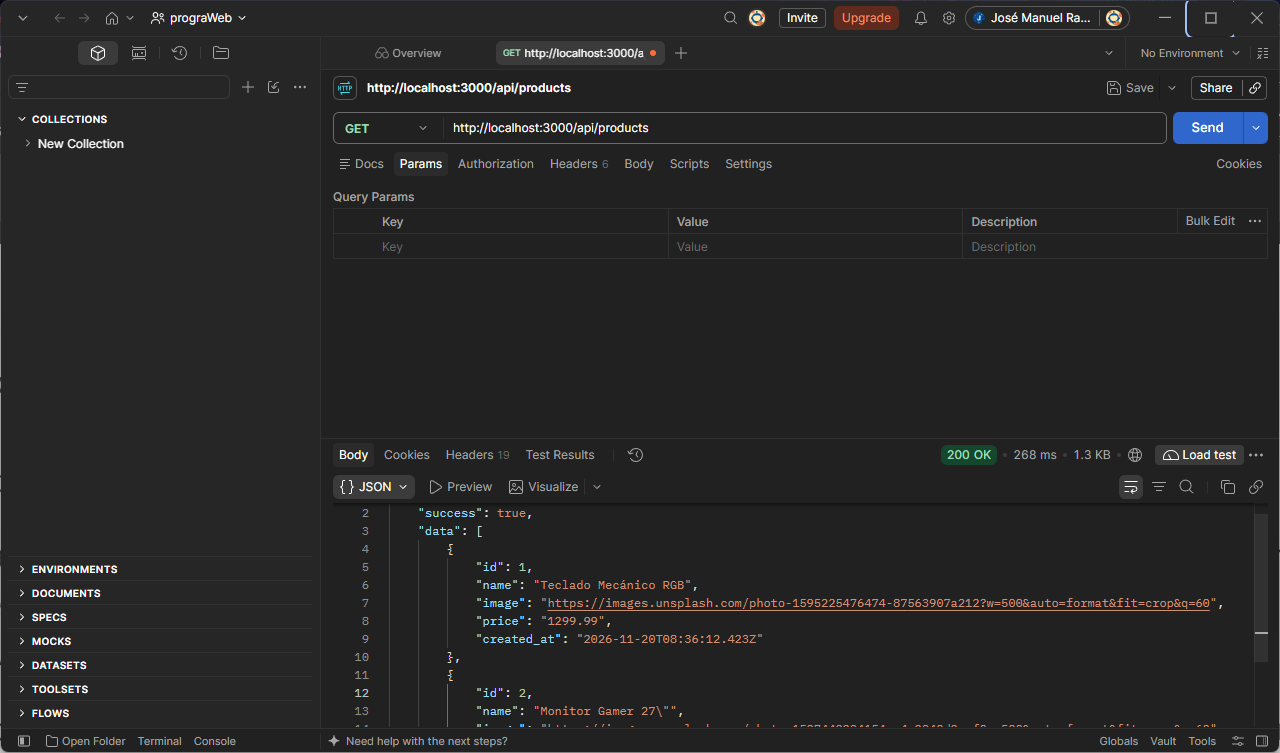 prograWeb
Invite
Upgrade
José Manuel Ra...
Overview
GET http://localhost:3000/a
No Environment
HTTP http://localhost:3000/api/products
Save
Share
COLLECTIONS
New Collection
GET http://localhost:3000/api/products
Send
Docs Params Authorization Headers 6 Body Scripts Settings
Cookies
Query Params
Key Value Description Bulk Edit
Key Value Description
Body Cookies Headers 19 Test Results
200 OK • 268 ms • 1.3 KB •
Load test
{} JSON Preview Visualize
2 "success": true,
3 "data": [
4 {
5 "id": 1,
6 "name": "Teclado Mecánico RGB",
7 "image": "https://images.unsplash.com/photo-1595225476474-87563907a212?w=500&auto=format&fit=crop&q=60",
8 "price": "1299.99",
9 "created_at": "2026-11-20T08:36:12.423Z"
10 },
11 {
12 "id": 2,
13 "name": "Monitor Gamer 27\"",
ENVIRONMENTS
DOCUMENTS
SPECS
MOCKS
DATASETS
TOOLSETS
FLOWS
Open Folder Terminal Console
Need help with the next steps?
Globals Vault Tools